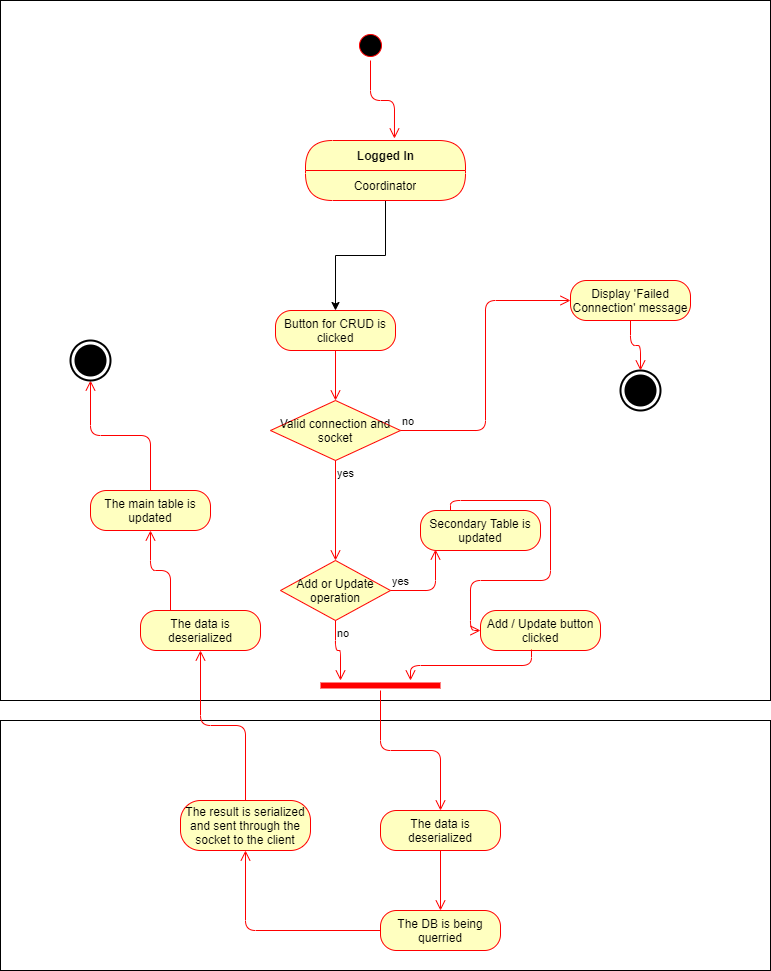 Logged In
Coordinator
Button for CRUD is
clicked
Display 'Failed
Connection' message
Valid connection and
socket
no
yes
The main table is
updated
Secondary Table is
updated
Add or Update
operation
yes
no
The data is
deserialized
Add / Update button
clicked
The result is serialized
and sent through the
socket to the client
The data is
deserialized
The DB is being
querried